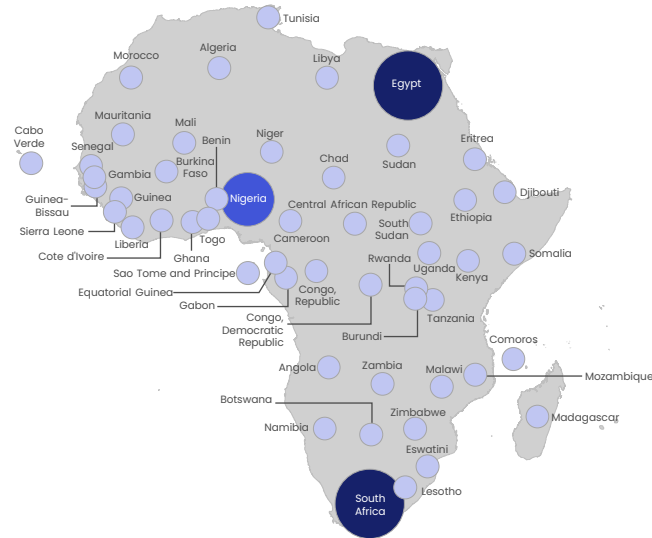 Tunisia
Algeria
Morocco
Libya
Egypt
Mauritania
Mali
Cabo
Verde
Senegal
Benin
Niger
Eritrea
Sudan
Chad
Burkina
Faso
Gambia
Djibouti
Guinea-
Bissau
Guinea
Nigeria
Central African Republic
Ethiopia
South
Sudan
Sierra Leone
Liberia
Togo
Cameroon
Cote d'Ivoire
Ghana
Somalia
Rwanda
Uganda
Kenya
Sao Tome and Principe
Equatorial Guinea
Congo,
Republic
Gabon
Congo,
Democratic
Republic
Tanzania
Burundi
Comoros
Angola
Zambia
Malawi
Mozambique
Botswana
Zimbabwe
Madagascar
Namibia
Eswatini
Lesotho
South
Africa